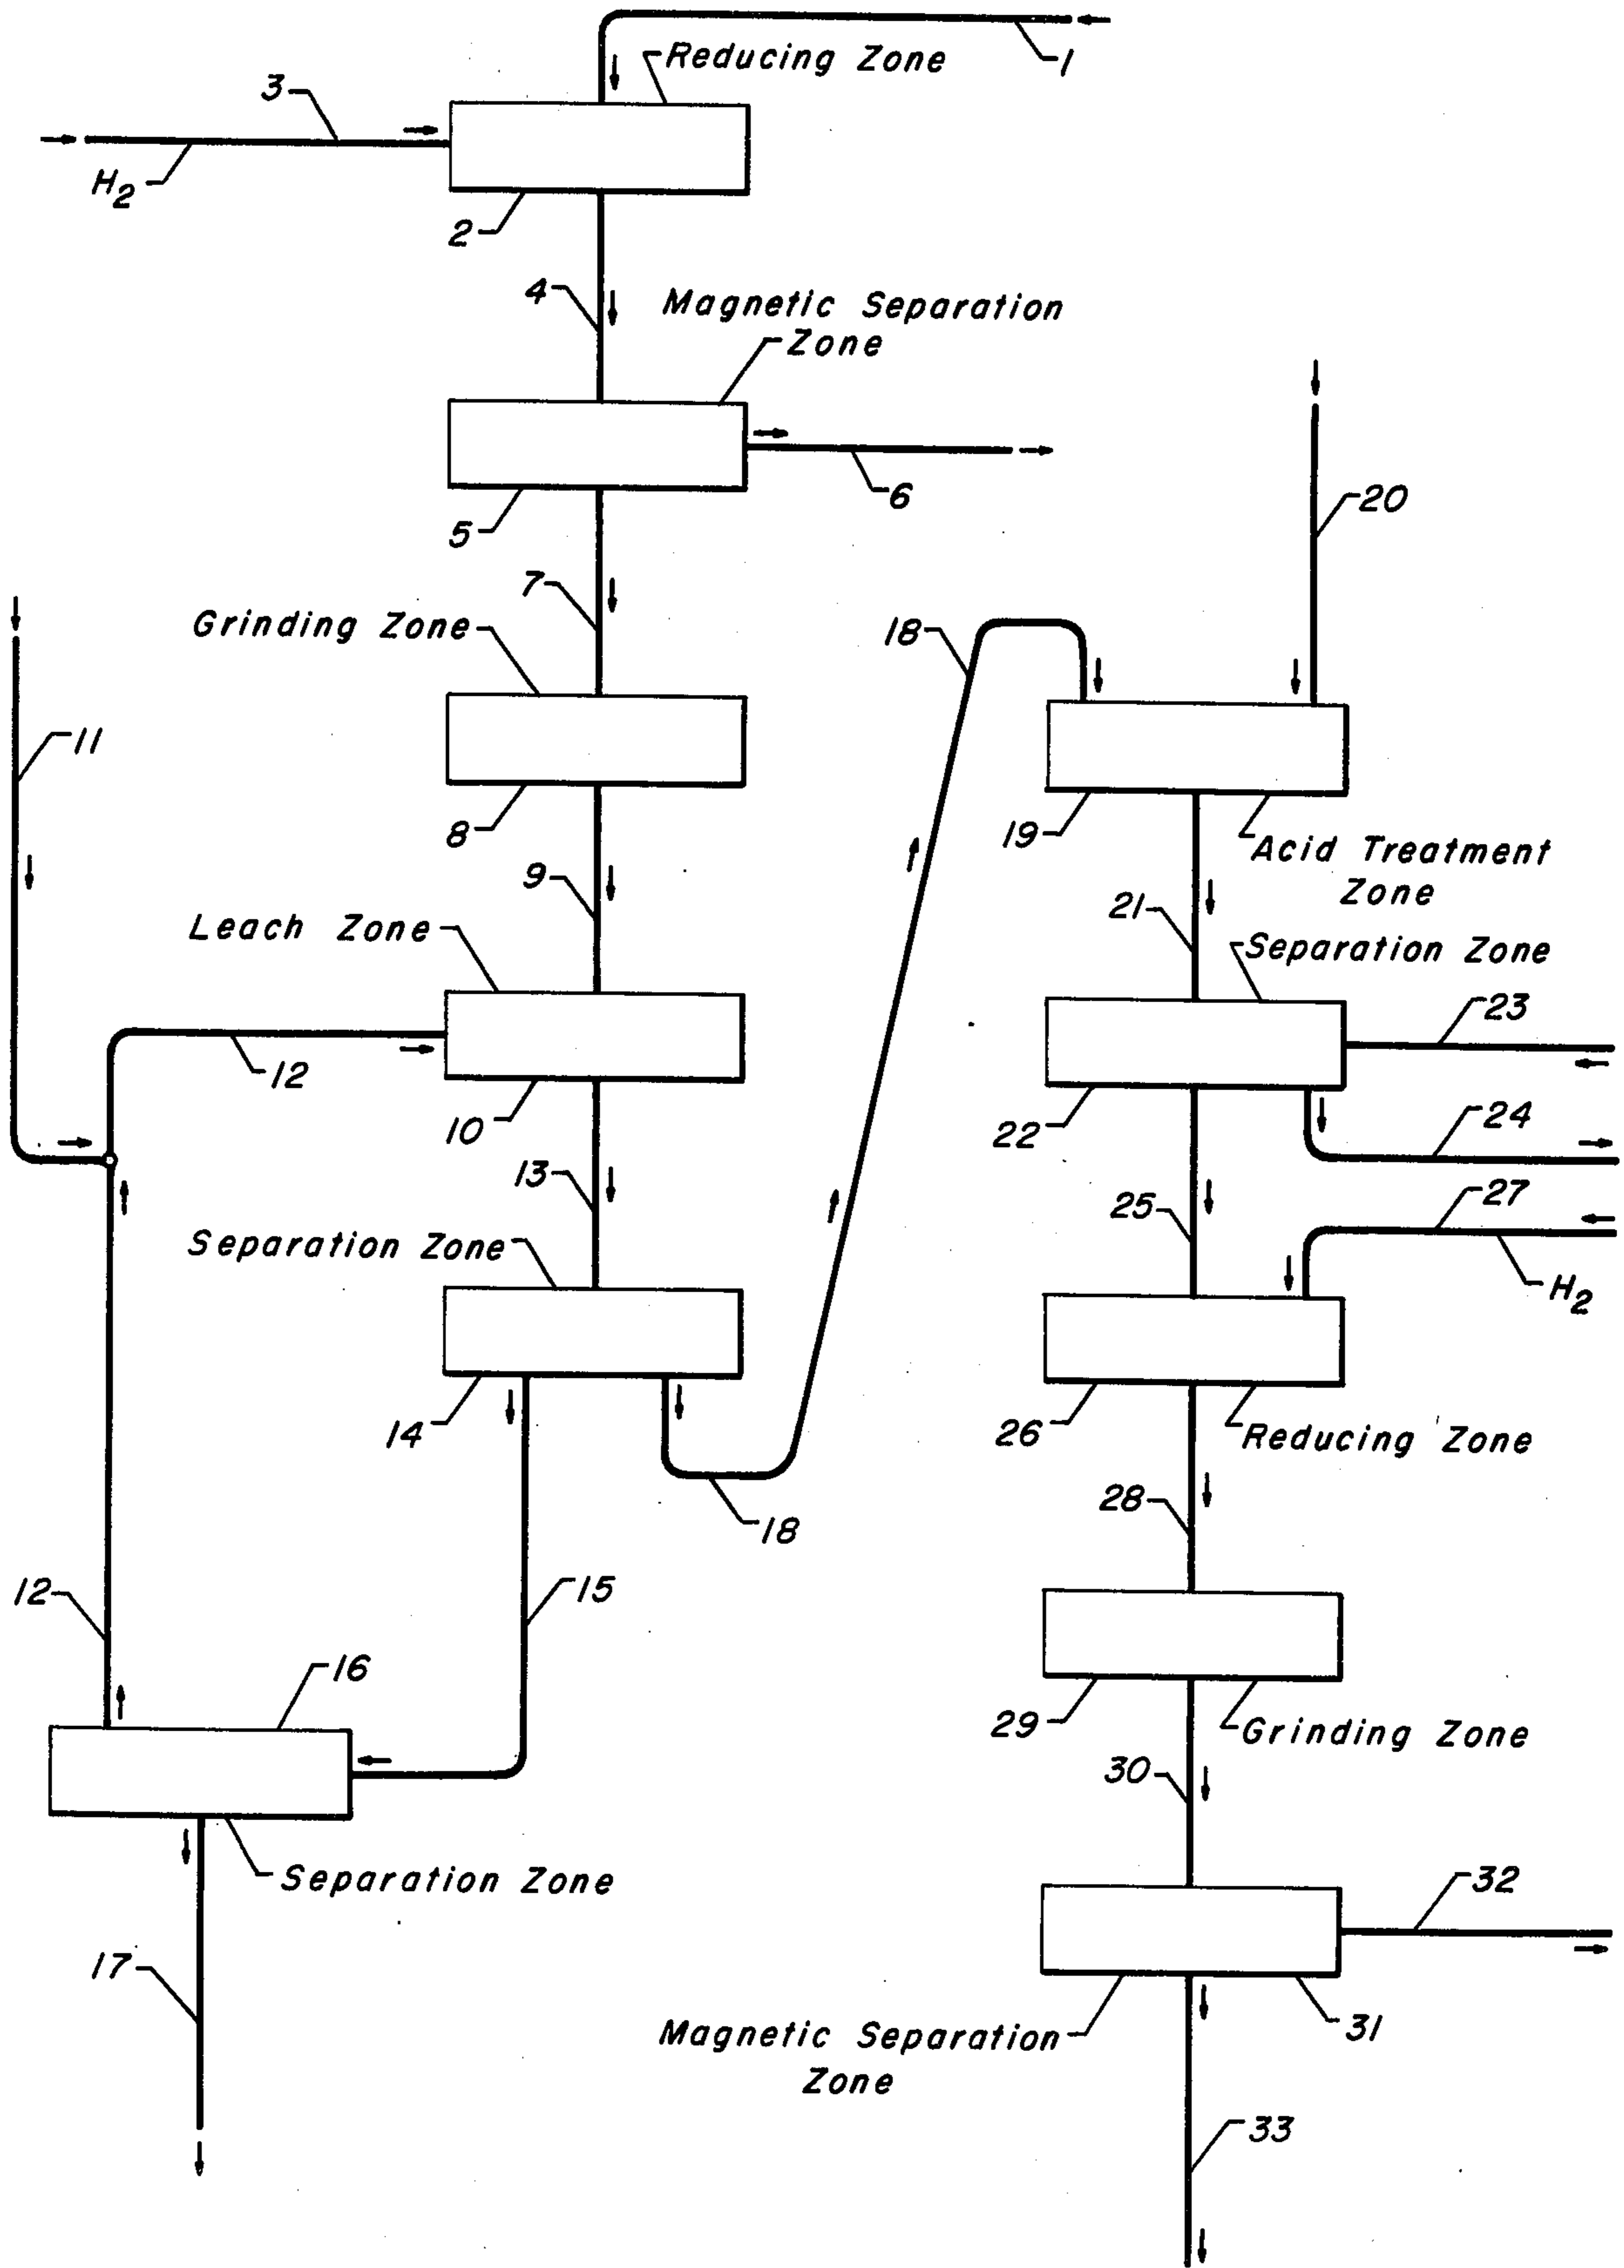 1
Reducing Zone
3
H2
2
4
Magnetic Separation
Zone
6
5
20
7
Grinding Zone
18
11
8
19
Acid Treatment
Zone
9
21
Leach Zone
Separation Zone
23
12
10
22
24
13
25
27
Separation Zone
H2
14
26
Reducing Zone
28
18
12
15
16
29
Grinding Zone
30
Separation Zone
32
17
31
Magnetic Separation
Zone
33